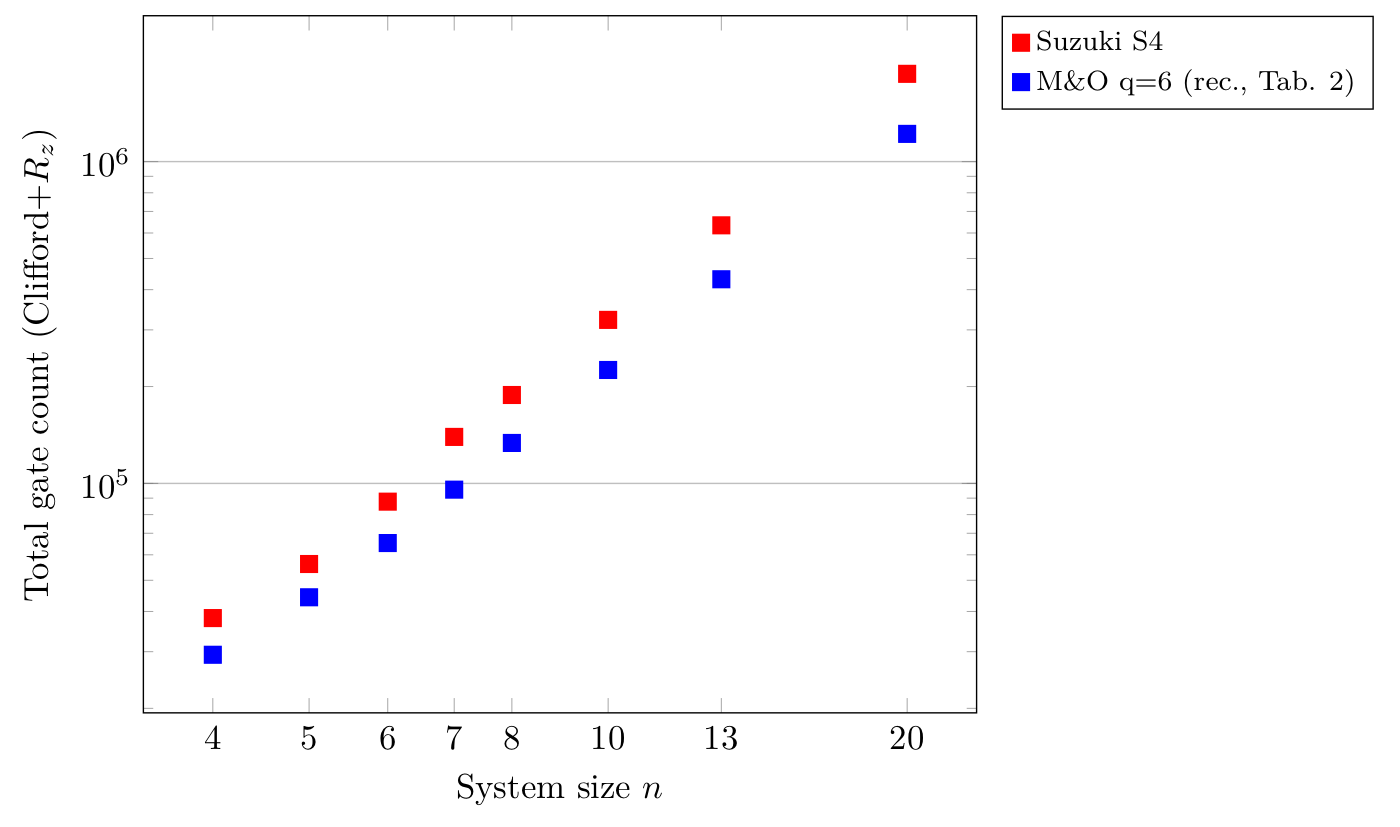 Suzuki S4
M&O q=6 (rec., Tab. 2)
Total gate count (Clifford+R_z)
10^6
10^5
4 5 6 7 8 10 13 20
System size n